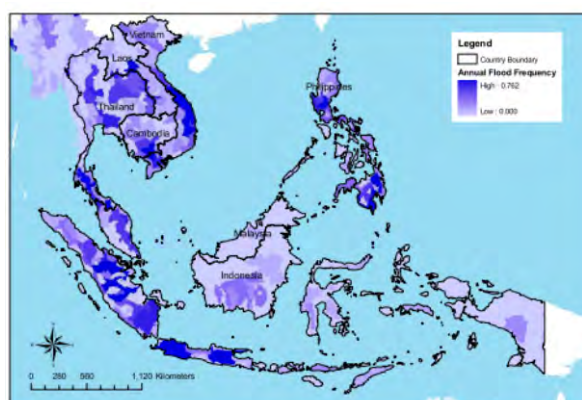 Vietnam
Laos
Thailand
Cambodia
Philippines
Malaysia
Indonesia
Legend
Country Boundary
Annual Flood Frequency
High : 0.762
Low : 0.000
0 280 560 1,120 Kilometers